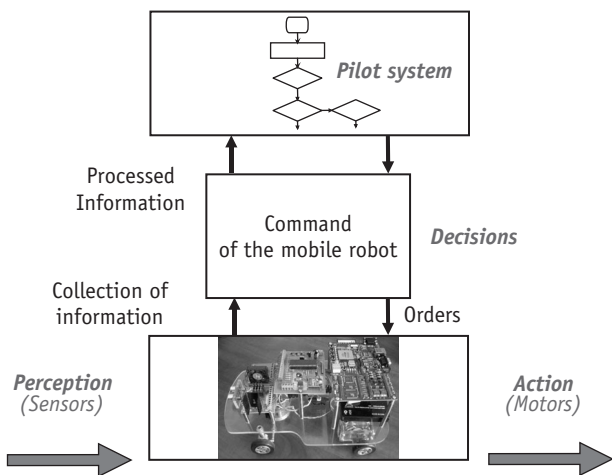 Pilot system
Processed
Information
Command
of the mobile robot
Decisions
Collection of
information
Orders
Perception
(Sensors)
Action
(Motors)